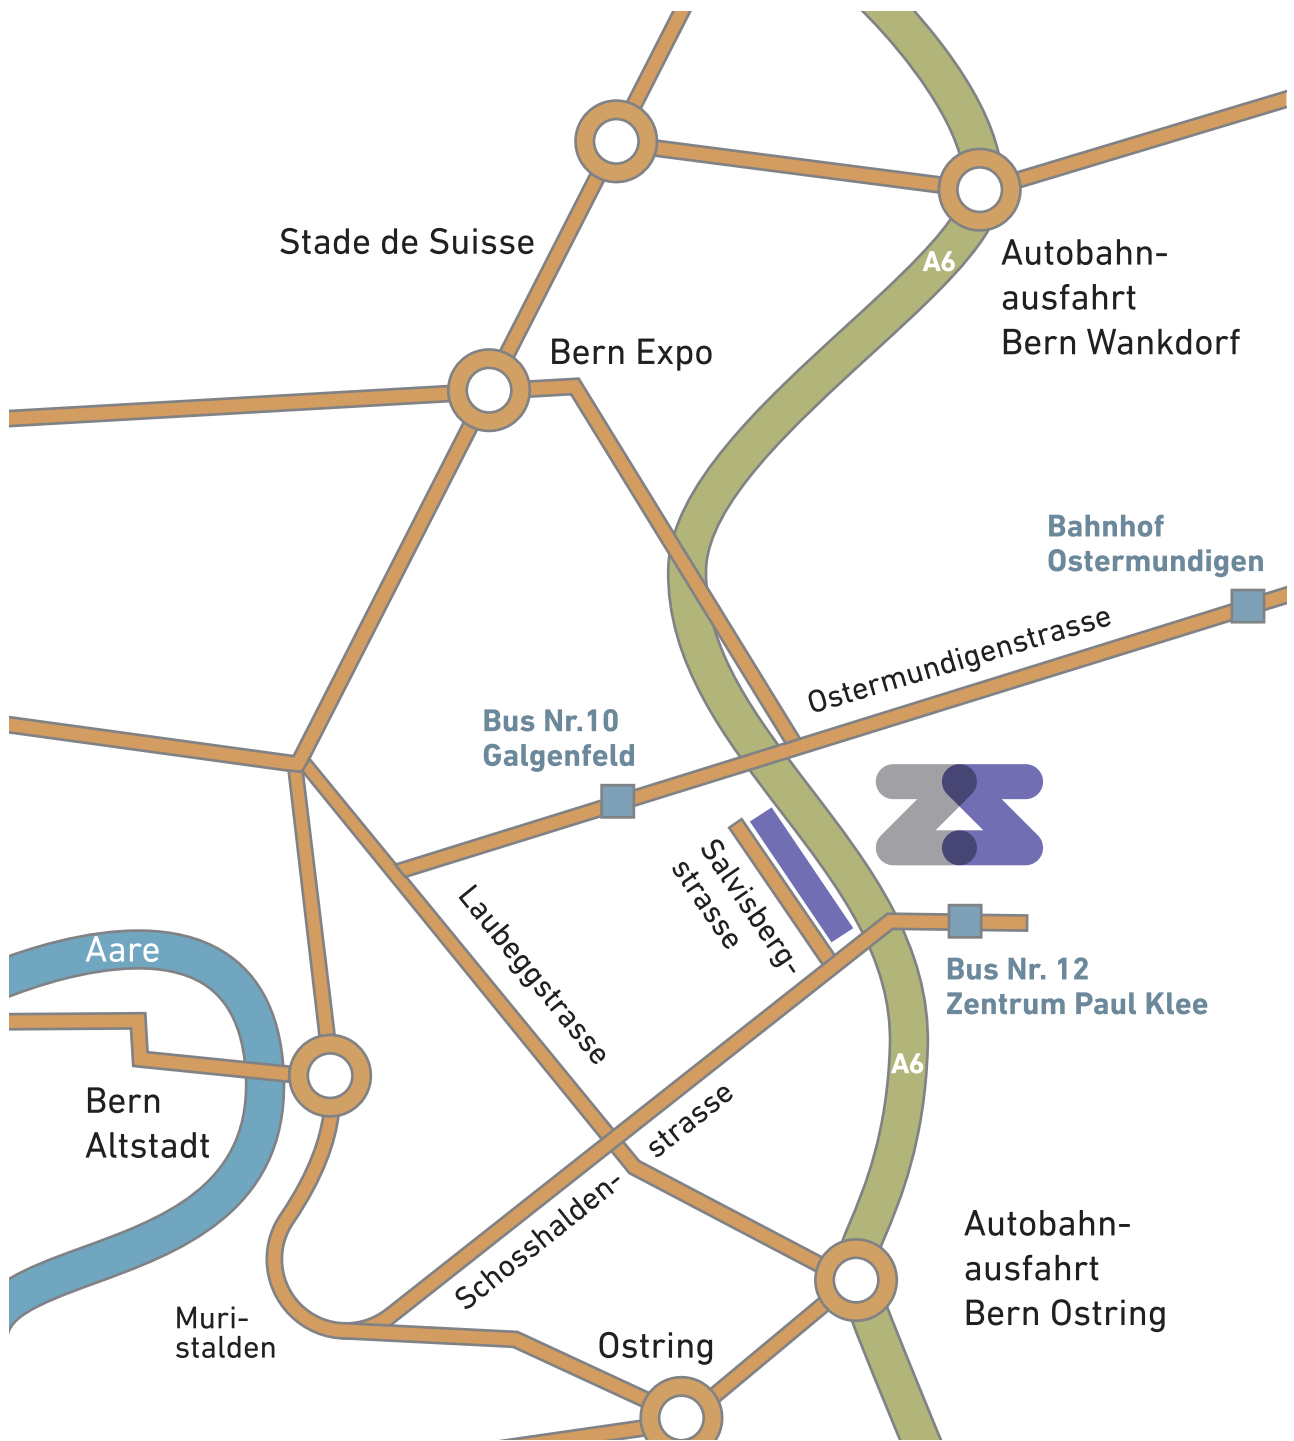 Stade de Suisse
A6
Autobahn-
ausfahrt
Bern Wankdorf
Bern Expo
Bahnhof
Ostermundigen
Ostermundigenstrasse
Bus Nr.10
Galgenfeld
Salvisberg-
strasse
Laubeggstrasse
Aare
Bus Nr. 12
Zentrum Paul Klee
A6
Bern
Altstadt
Schosshalden-
strasse
Autobahn-
ausfahrt
Bern Ostring
Muri-
stalden
Ostring